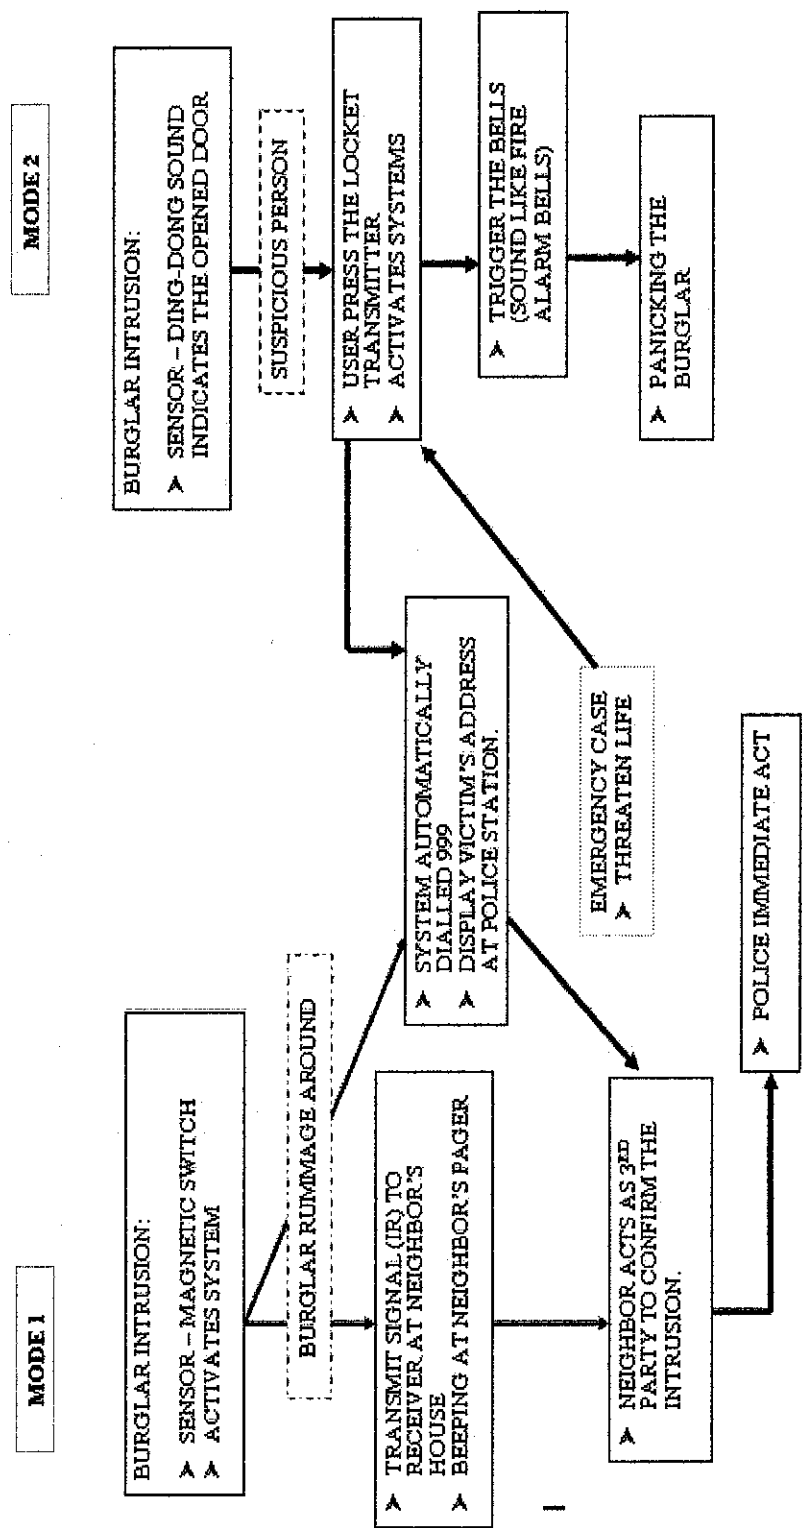 MODE 1
BURGLAR INTRUSION:
➤ SENSOR – MAGNETIC SWITCH
➤ ACTIVATES SYSTEM
BURGLAR RUMMAGE AROUND
➤ TRANSMIT SIGNAL (IR) TO
RECEIVER AT NEIGHBOR'S
HOUSE
➤ BEEPING AT NEIGHBOR'S PAGER
➤ NEIGHBOR ACTS AS 3RD
PARTY TO CONFIRM THE
INTRUSION.
➤ POLICE IMMEDIATE ACT
➤ SYSTEM AUTOMATICALLY
DIALLED 999
➤ DISPLAY VICTIM'S ADDRESS
AT POLICE STATION.
EMERGENCY CASE
➤ THREATEN LIFE
MODE 2
BURGLAR INTRUSION:
➤ SENSOR – DING-DONG SOUND
INDICATES THE OPENED DOOR
SUSPICIOUS PERSON
➤ USER PRESS THE LOCKET
TRANSMITTER
➤ ACTIVATES SYSTEMS
➤ TRIGGER THE BELLS
(SOUND LIKE FIRE
ALARM BELLS)
➤ PANICKING THE
BURGLAR